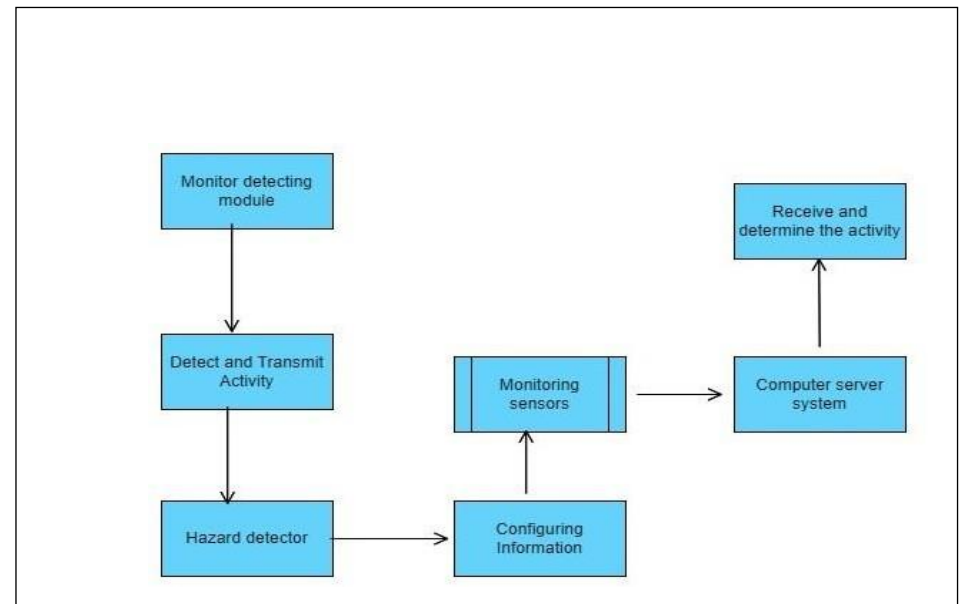 Monitor detecting
module
Detect and Transmit
Activity
Hazard detector
Configuring
Information
Monitoring
sensors
Computer server
system
Receive and
determine the activity